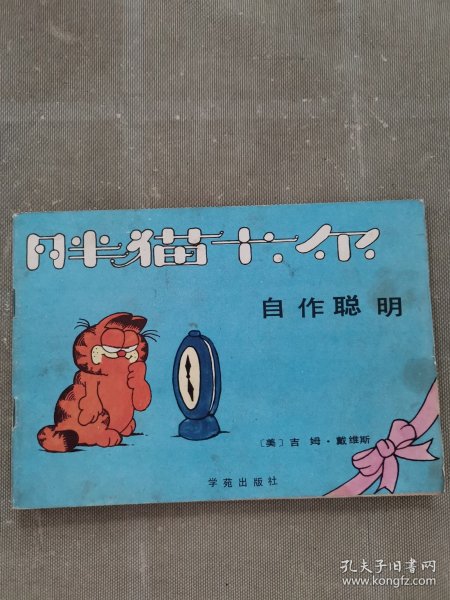 胖猫卡尔
自作聪明
〔美〕吉姆·戴维斯
学苑出版社
孔夫子旧书网
www.kongfz.com